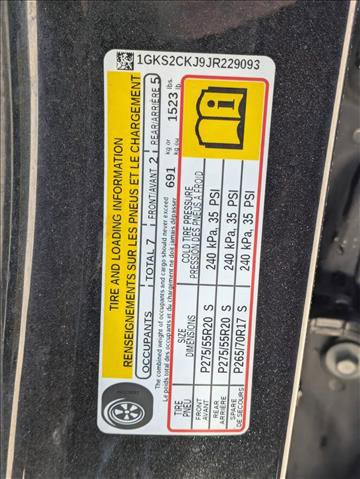 1GKS2CKJ9JR229093
TIRE AND LOADING INFORMATION
RENSEIGNEMENTS SUR LES PNEUS ET LE CHARGEMENT
OCCUPANTS TOTAL 7 FRONT/AVANT 2 REAR/ARRIÈRE 5
The combined weight of occupants and cargo should never exceed 691 kg or 1523 lb
Le poids total des occupants et du chargement ne doit jamais dépasser kg ou lb
TIRE SIZE COLD TIRE PRESSURE
PNEU DIMENSIONS PRESSION DES PNEUS À FROID
FRONT
AVANT P275/55R20 S 240 kPa, 35 PSI
REAR
ARRIÈRE P275/55R20 S 240 kPa, 35 PSI
SPARE
DE SECOURS P265/70R17 S 240 kPa, 35 PSI